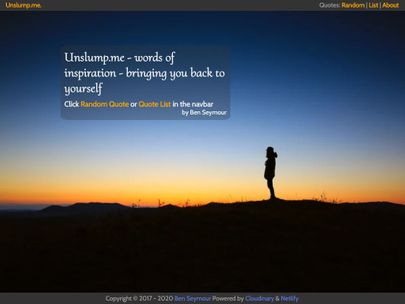 Unslump.me.
Quotes: Random | List | About
Unslump.me - words of
inspiration - bringing you back to
yourself
Click Random Quote or Quote List in the navbar
by Ben Seymour
Copyright © 2017 - 2020 Ben Seymour Powered by Cloudinary & Netlify